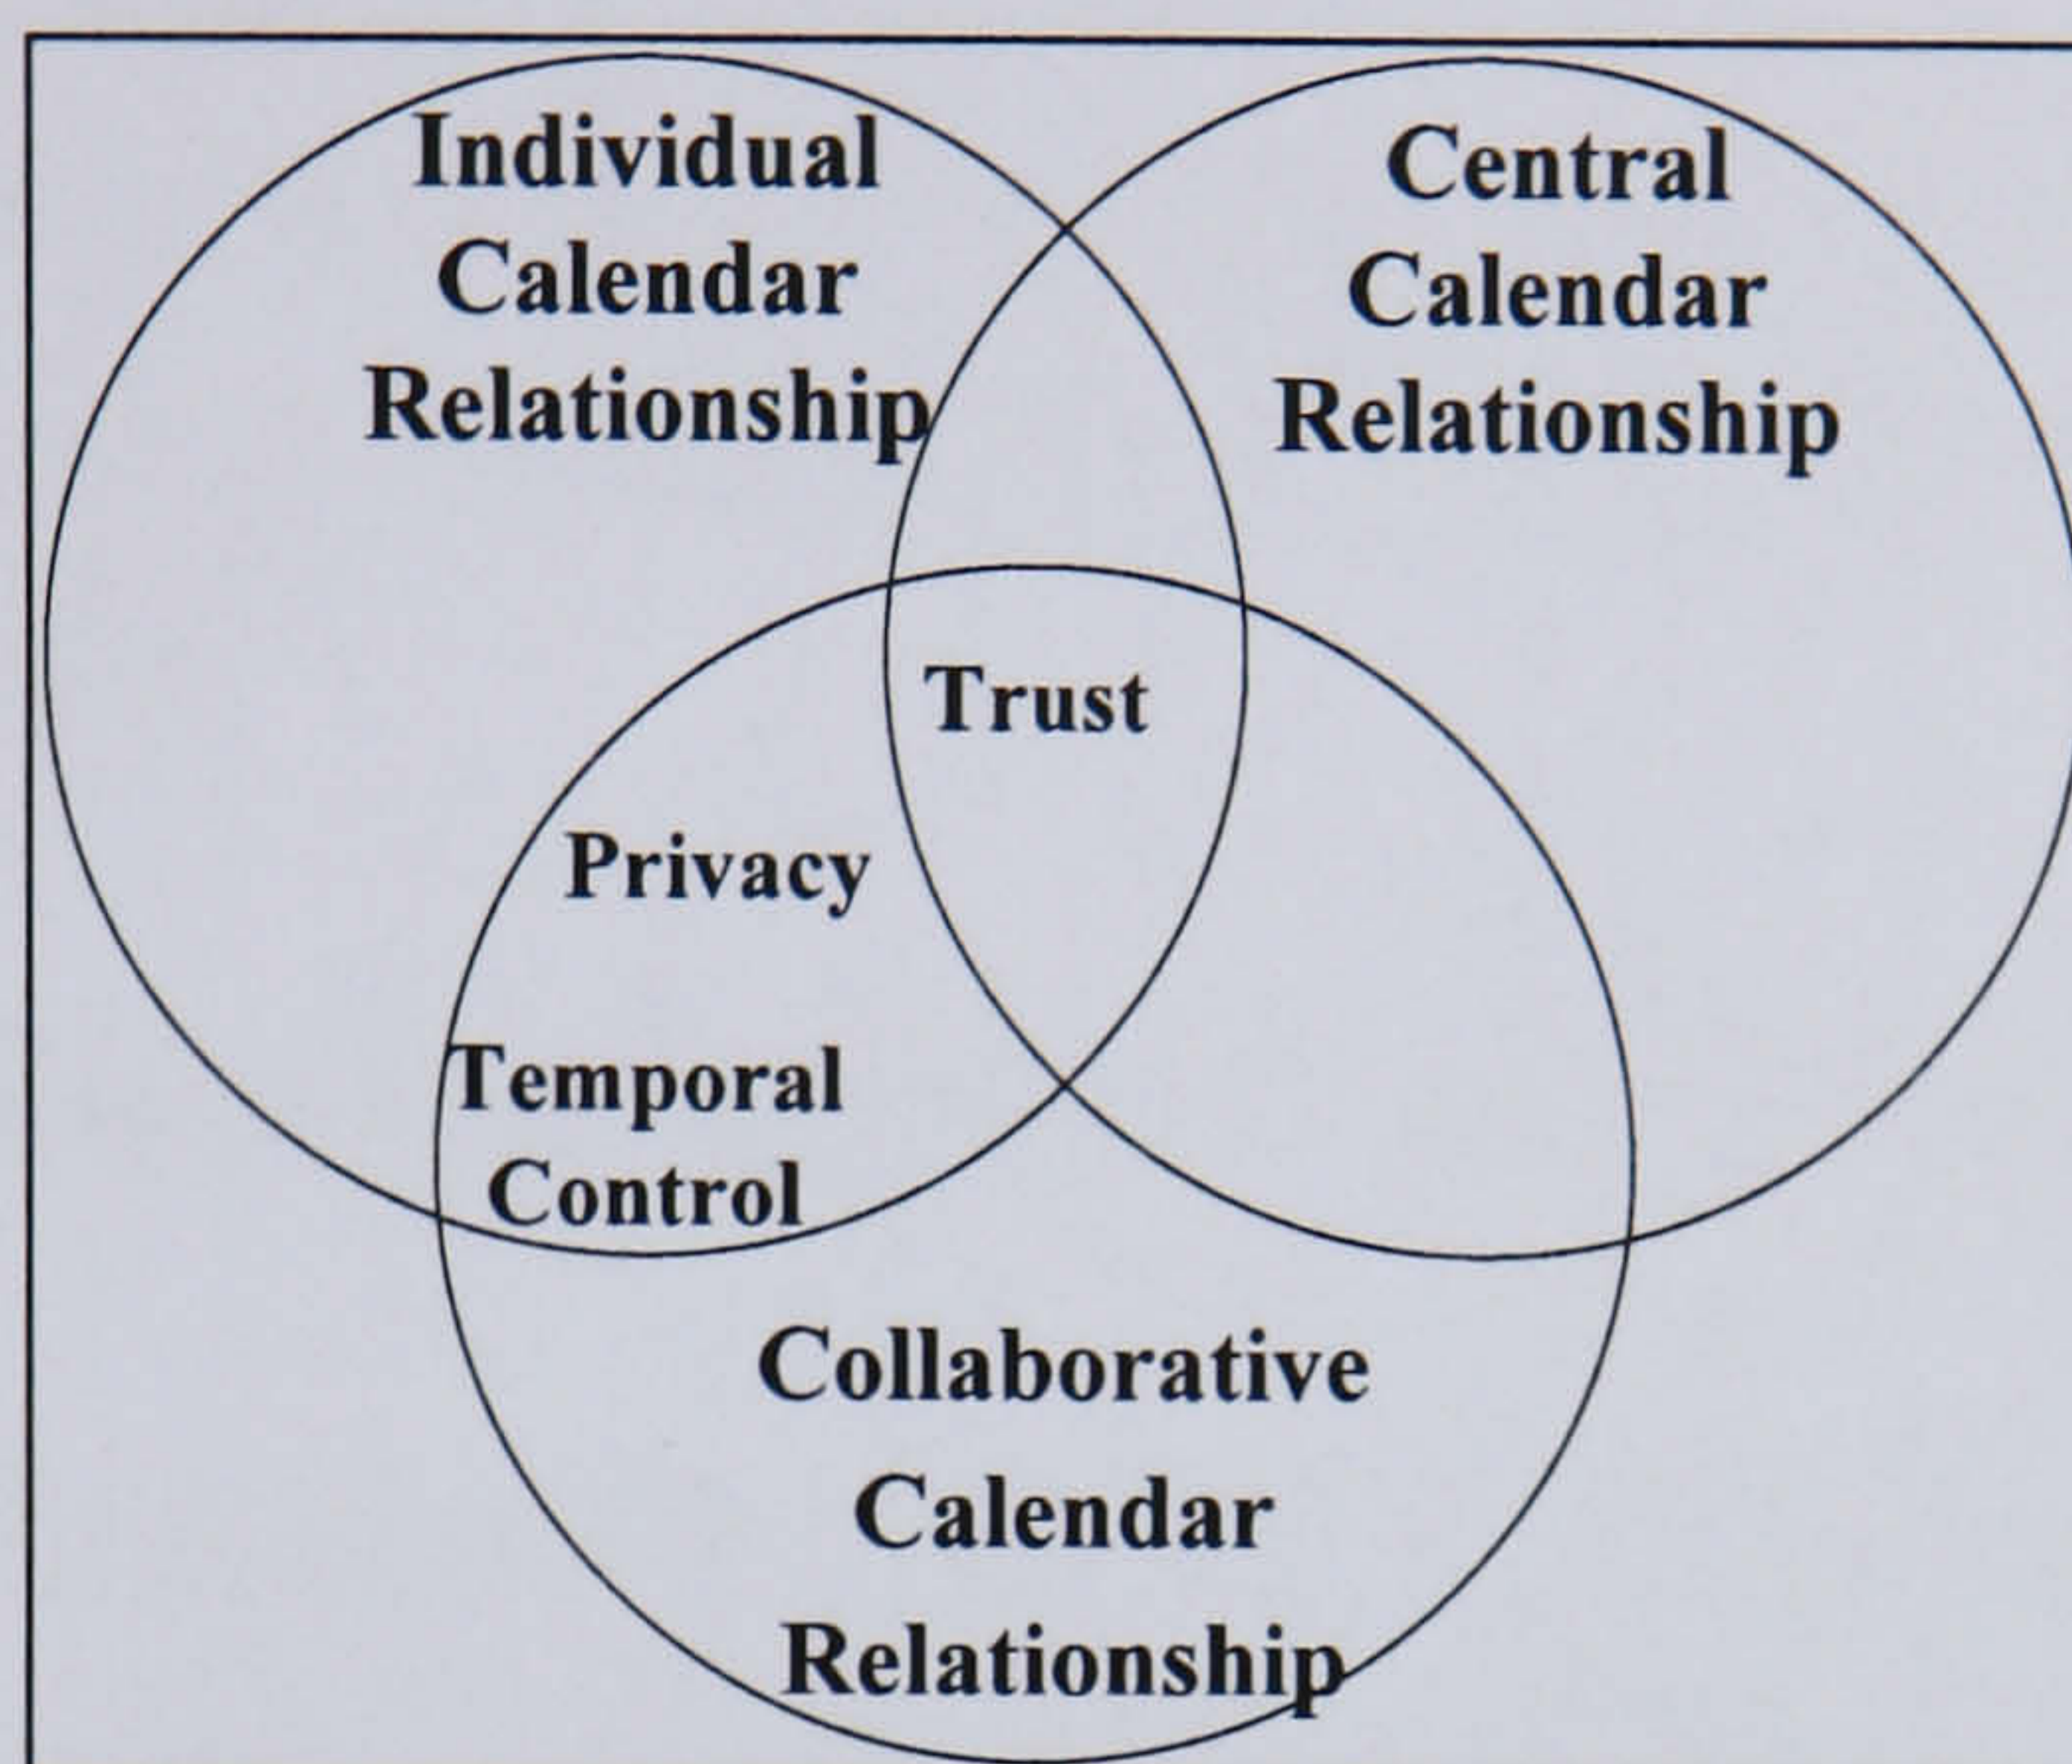 Individual
Calendar
Relationship
Central
Calendar
Relationship
Trust
Privacy
Temporal
Control
Collaborative
Calendar
Relationship